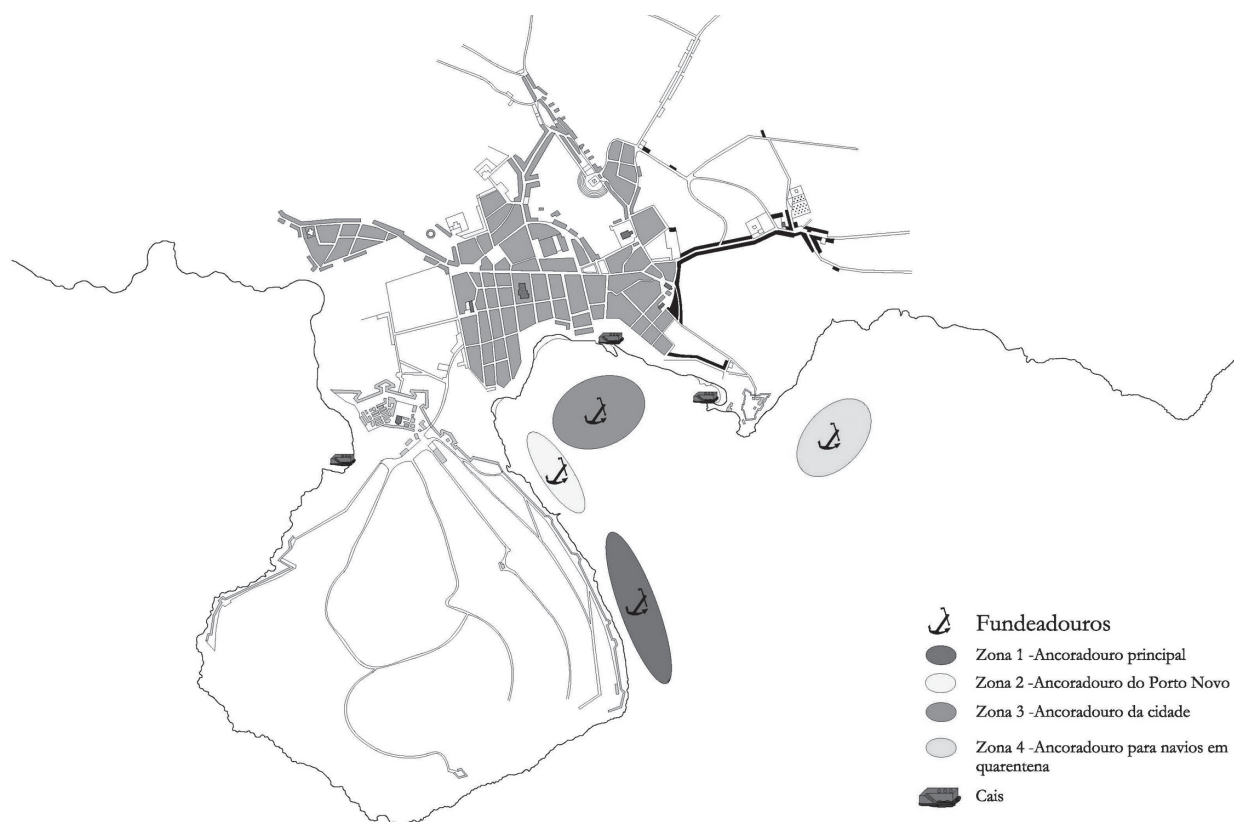 Fundeadouros
Zona 1 -Ancoradouro principal
Zona 2 -Ancoradouro do Porto Novo
Zona 3 -Ancoradouro da cidade
Zona 4 -Ancoradouro para navios em
quarentena
Cais